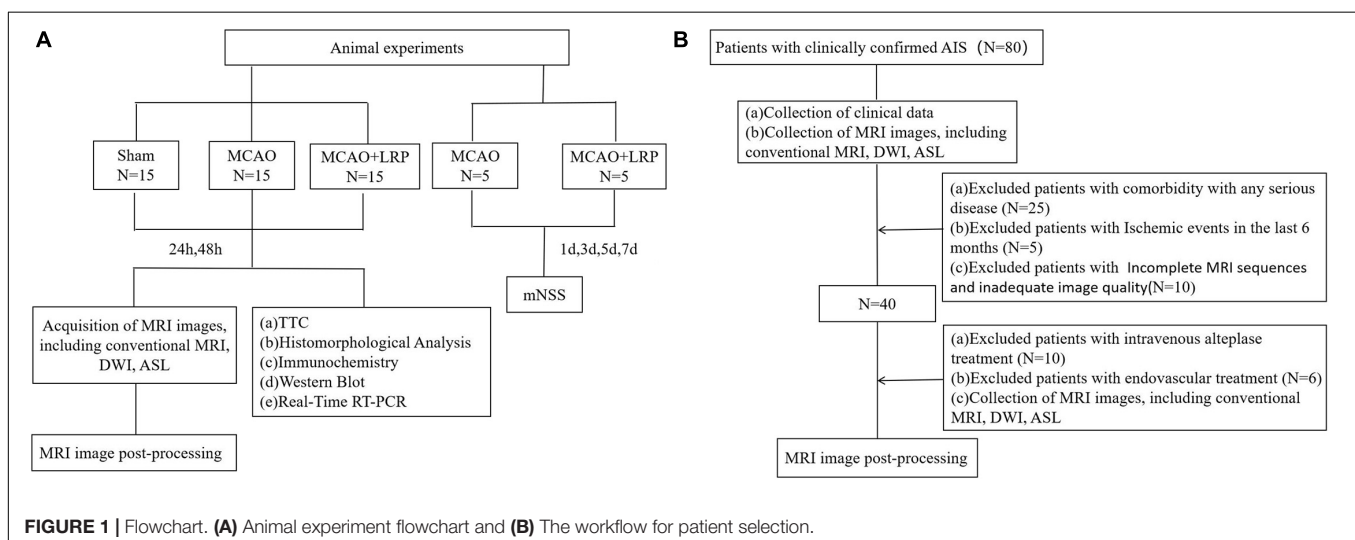 A
Animal experiments
Sham
N=15
MCAO
N=15
MCAO+LRP
N=15
MCAO
N=5
MCAO+LRP
N=5
24h,48h
1d,3d,5d,7d
mNSS
Acquisition of MRI images,
including conventional MRI,
DWI, ASL
(a)TTC
(b)Histomorphological Analysis
(c)Immunochemistry
(d)Western Blot
(e)Real-Time RT-PCR
MRI image post-processing
B
Patients with clinically confirmed AIS (N=80)
(a)Collection of clinical data
(b)Collection of MRI images, including
conventional MRI, DWI, ASL
(a)Excluded patients with comorbidity with any serious
disease (N=25)
(b)Excluded patients with Ischemic events in the last 6
months (N=5)
(c)Excluded patients with Incomplete MRI sequences
and inadequate image quality(N=10)
N=40
(a)Excluded patients with intravenous alteplase
treatment (N=10)
(b)Excluded patients with endovascular treatment (N=6)
(c)Collection of MRI images, including conventional
MRI, DWI, ASL
MRI image post-processing
FIGURE 1 | Flowchart. (A) Animal experiment flowchart and (B) The workflow for patient selection.